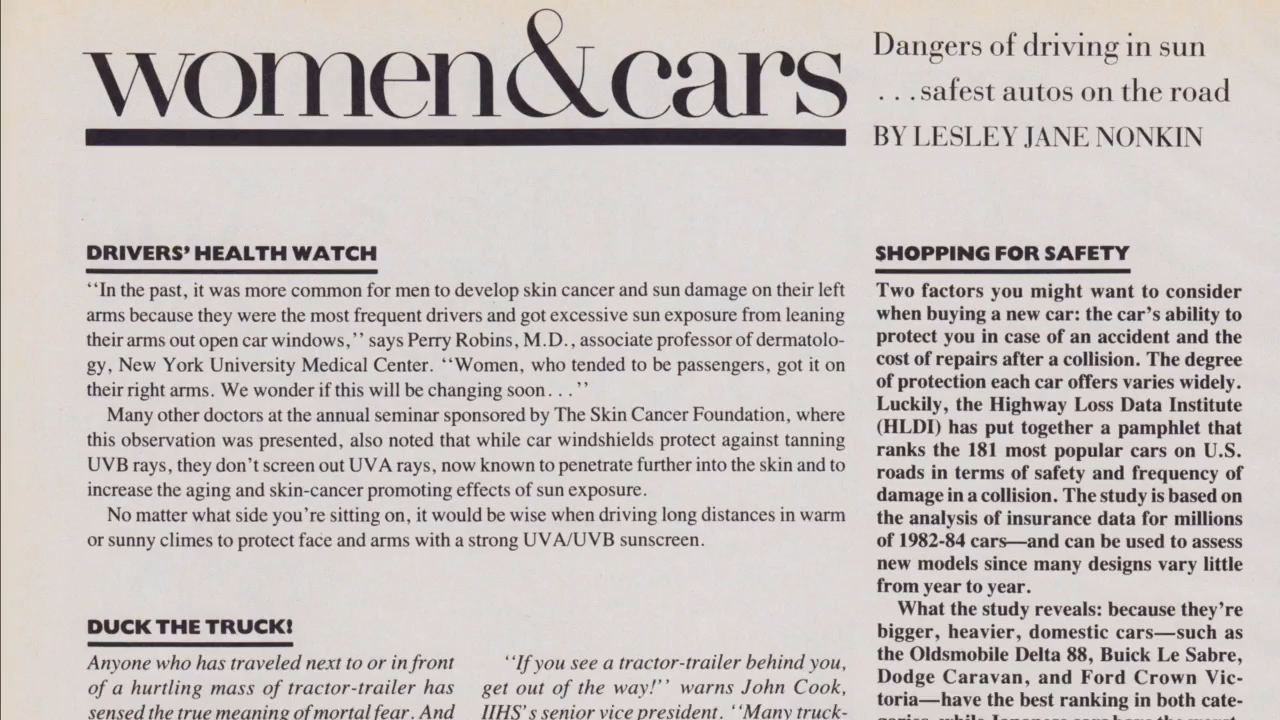 women&cars
Dangers of driving in sun
...safest autos on the road
BY LESLEY JANE NONKIN
DRIVERS' HEALTH WATCH
"In the past, it was more common for men to develop skin cancer and sun damage on their left
arms because they were the most frequent drivers and got excessive sun exposure from leaning
their arms out open car windows," says Perry Robins, M.D., associate professor of dermatolo-
gy, New York University Medical Center. "Women, who tended to be passengers, got it on
their right arms. We wonder if this will be changing soon..."
Many other doctors at the annual seminar sponsored by The Skin Cancer Foundation, where
this observation was presented, also noted that while car windshields protect against tanning
UVB rays, they don't screen out UVA rays, now known to penetrate further into the skin and to
increase the aging and skin-cancer promoting effects of sun exposure.
No matter what side you're sitting on, it would be wise when driving long distances in warm
or sunny climes to protect face and arms with a strong UVA/UVB sunscreen.
DUCK THE TRUCK!
Anyone who has traveled next to or in front
of a hurtling mass of tractor-trailer has
sensed the true meaning of mortal fear. And
"If you see a tractor-trailer behind you,
get out of the way!" warns John Cook,
IIHS's senior vice president. "Many truck-
SHOPPING FOR SAFETY
Two factors you might want to consider
when buying a new car: the car's ability to
protect you in case of an accident and the
cost of repairs after a collision. The degree
of protection each car offers varies widely.
Luckily, the Highway Loss Data Institute
(HLDI) has put together a pamphlet that
ranks the 181 most popular cars on U.S.
roads in terms of safety and frequency of
damage in a collision. The study is based on
the analysis of insurance data for millions
of 1982-84 cars—and can be used to assess
new models since many designs vary little
from year to year.
What the study reveals: because they're
bigger, heavier, domestic cars—such as
the Oldsmobile Delta 88, Buick Le Sabre,
Dodge Caravan, and Ford Crown Vic-
toria—have the best ranking in both cate-